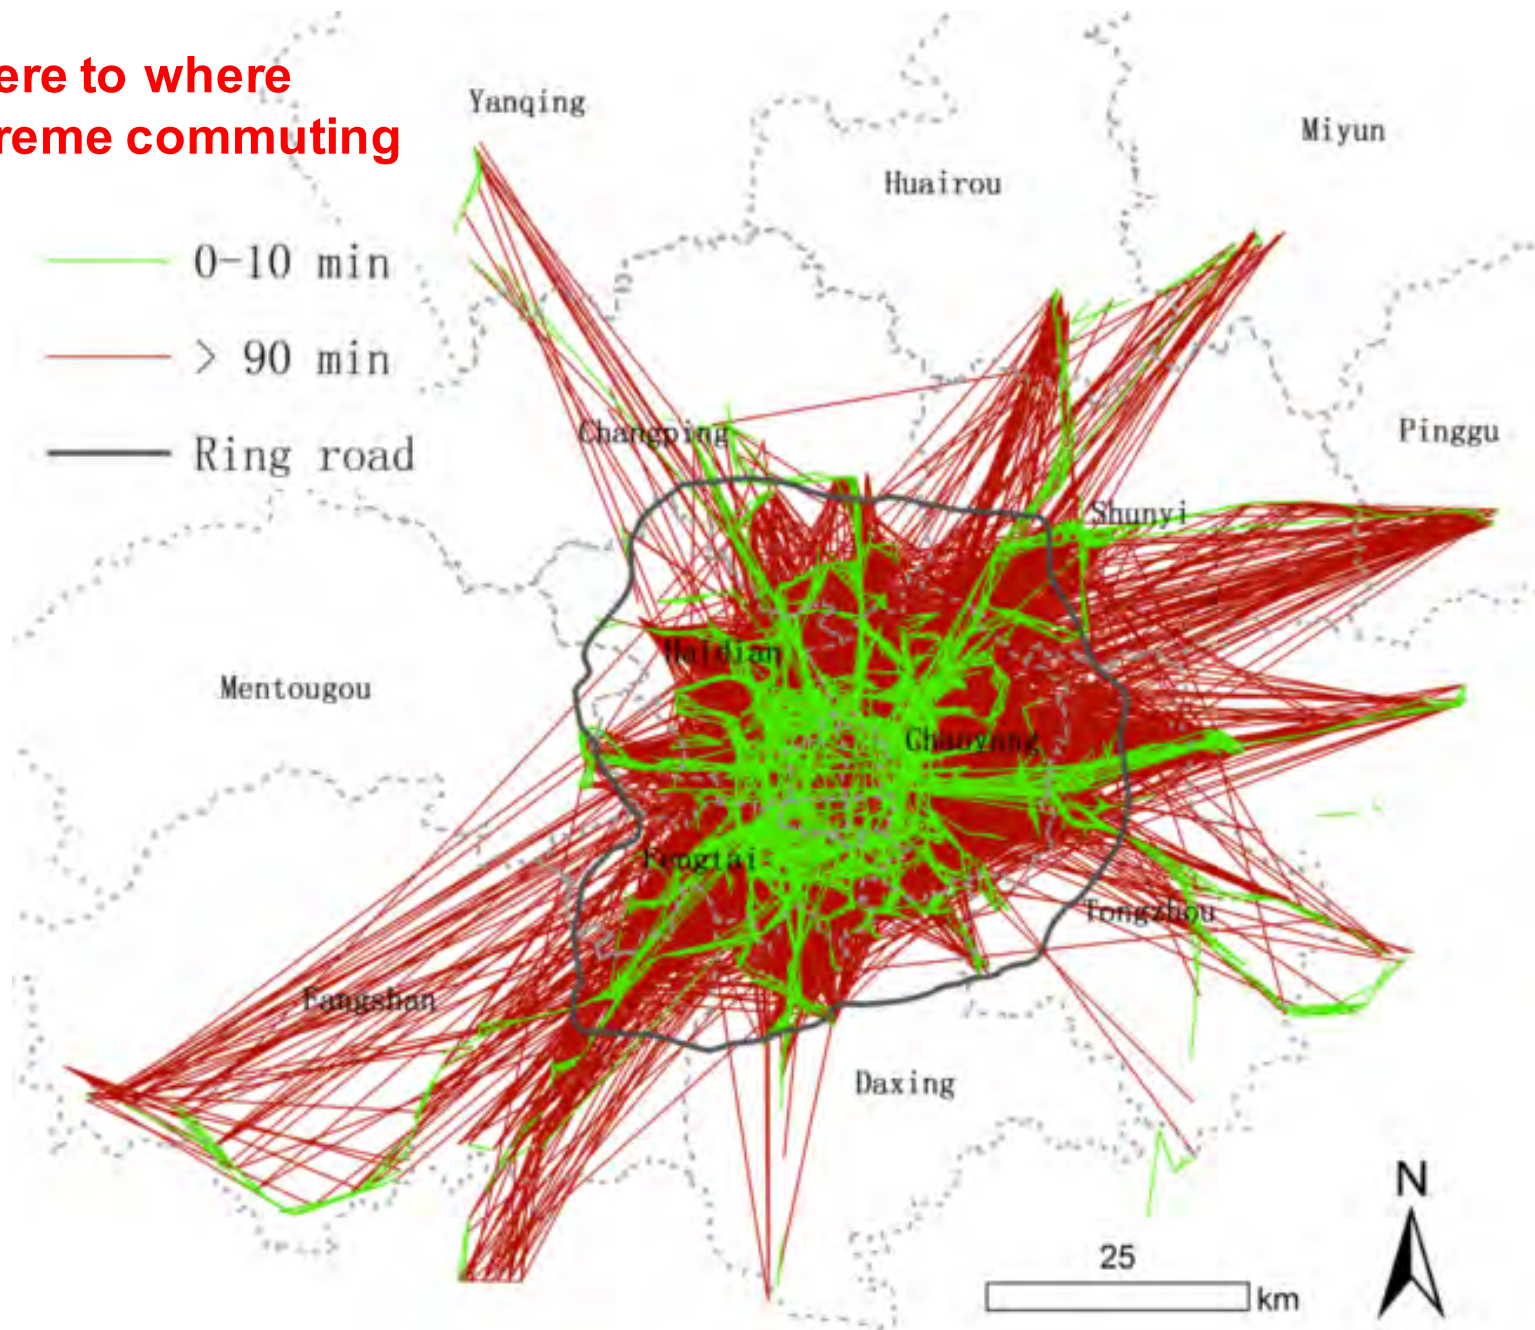 ere to where
reme commuting
Yanqing
Miyun
Huairou
0-10 min
> 90 min
Ring road
Changping
Pinggu
Shunyi
Haidian
Mentougou
Chaoyang
Fengtai
Tongzhou
Fangshan
Daxing
N
25
km